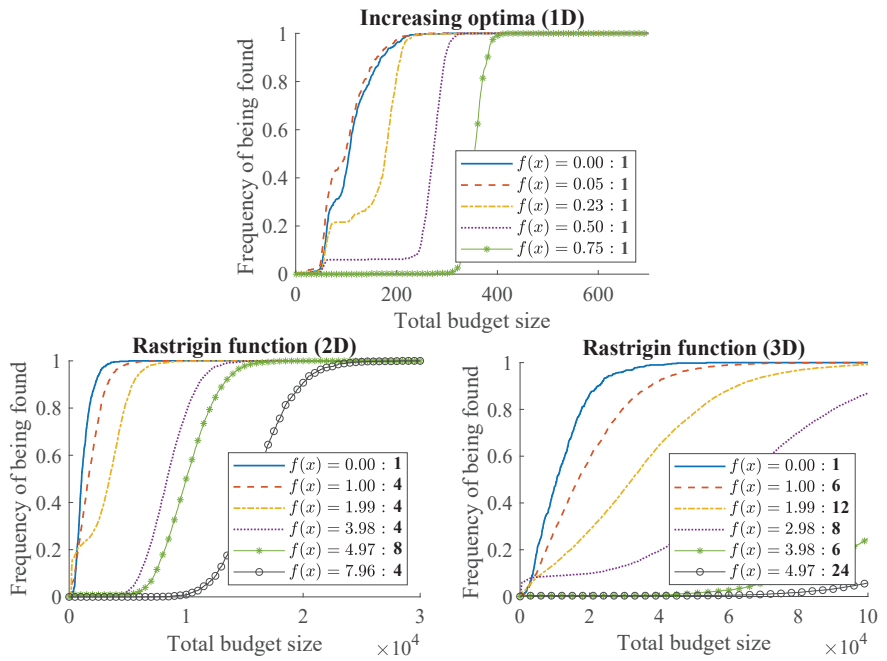 Increasing optima (1D)
Frequency of being found
1
0.8
0.6
0.4
0.2
0
f(x) = 0.00 : 1
f(x) = 0.05 : 1
f(x) = 0.23 : 1
f(x) = 0.50 : 1
f(x) = 0.75 : 1
0 200 400 600
Total budget size
Rastrigin function (2D)
Frequency of being found
1
0.8
0.6
0.4
0.2
0
f(x) = 0.00 : 1
f(x) = 1.00 : 4
f(x) = 1.99 : 4
f(x) = 3.98 : 4
f(x) = 4.97 : 8
f(x) = 7.96 : 4
0 1 2 3
Total budget size
×10⁴
Rastrigin function (3D)
Frequency of being found
1
0.8
0.6
0.4
0.2
0
f(x) = 0.00 : 1
f(x) = 1.00 : 6
f(x) = 1.99 : 12
f(x) = 2.98 : 8
f(x) = 3.98 : 6
f(x) = 4.97 : 24
0 2 4 6 8 10
Total budget size
×10⁴